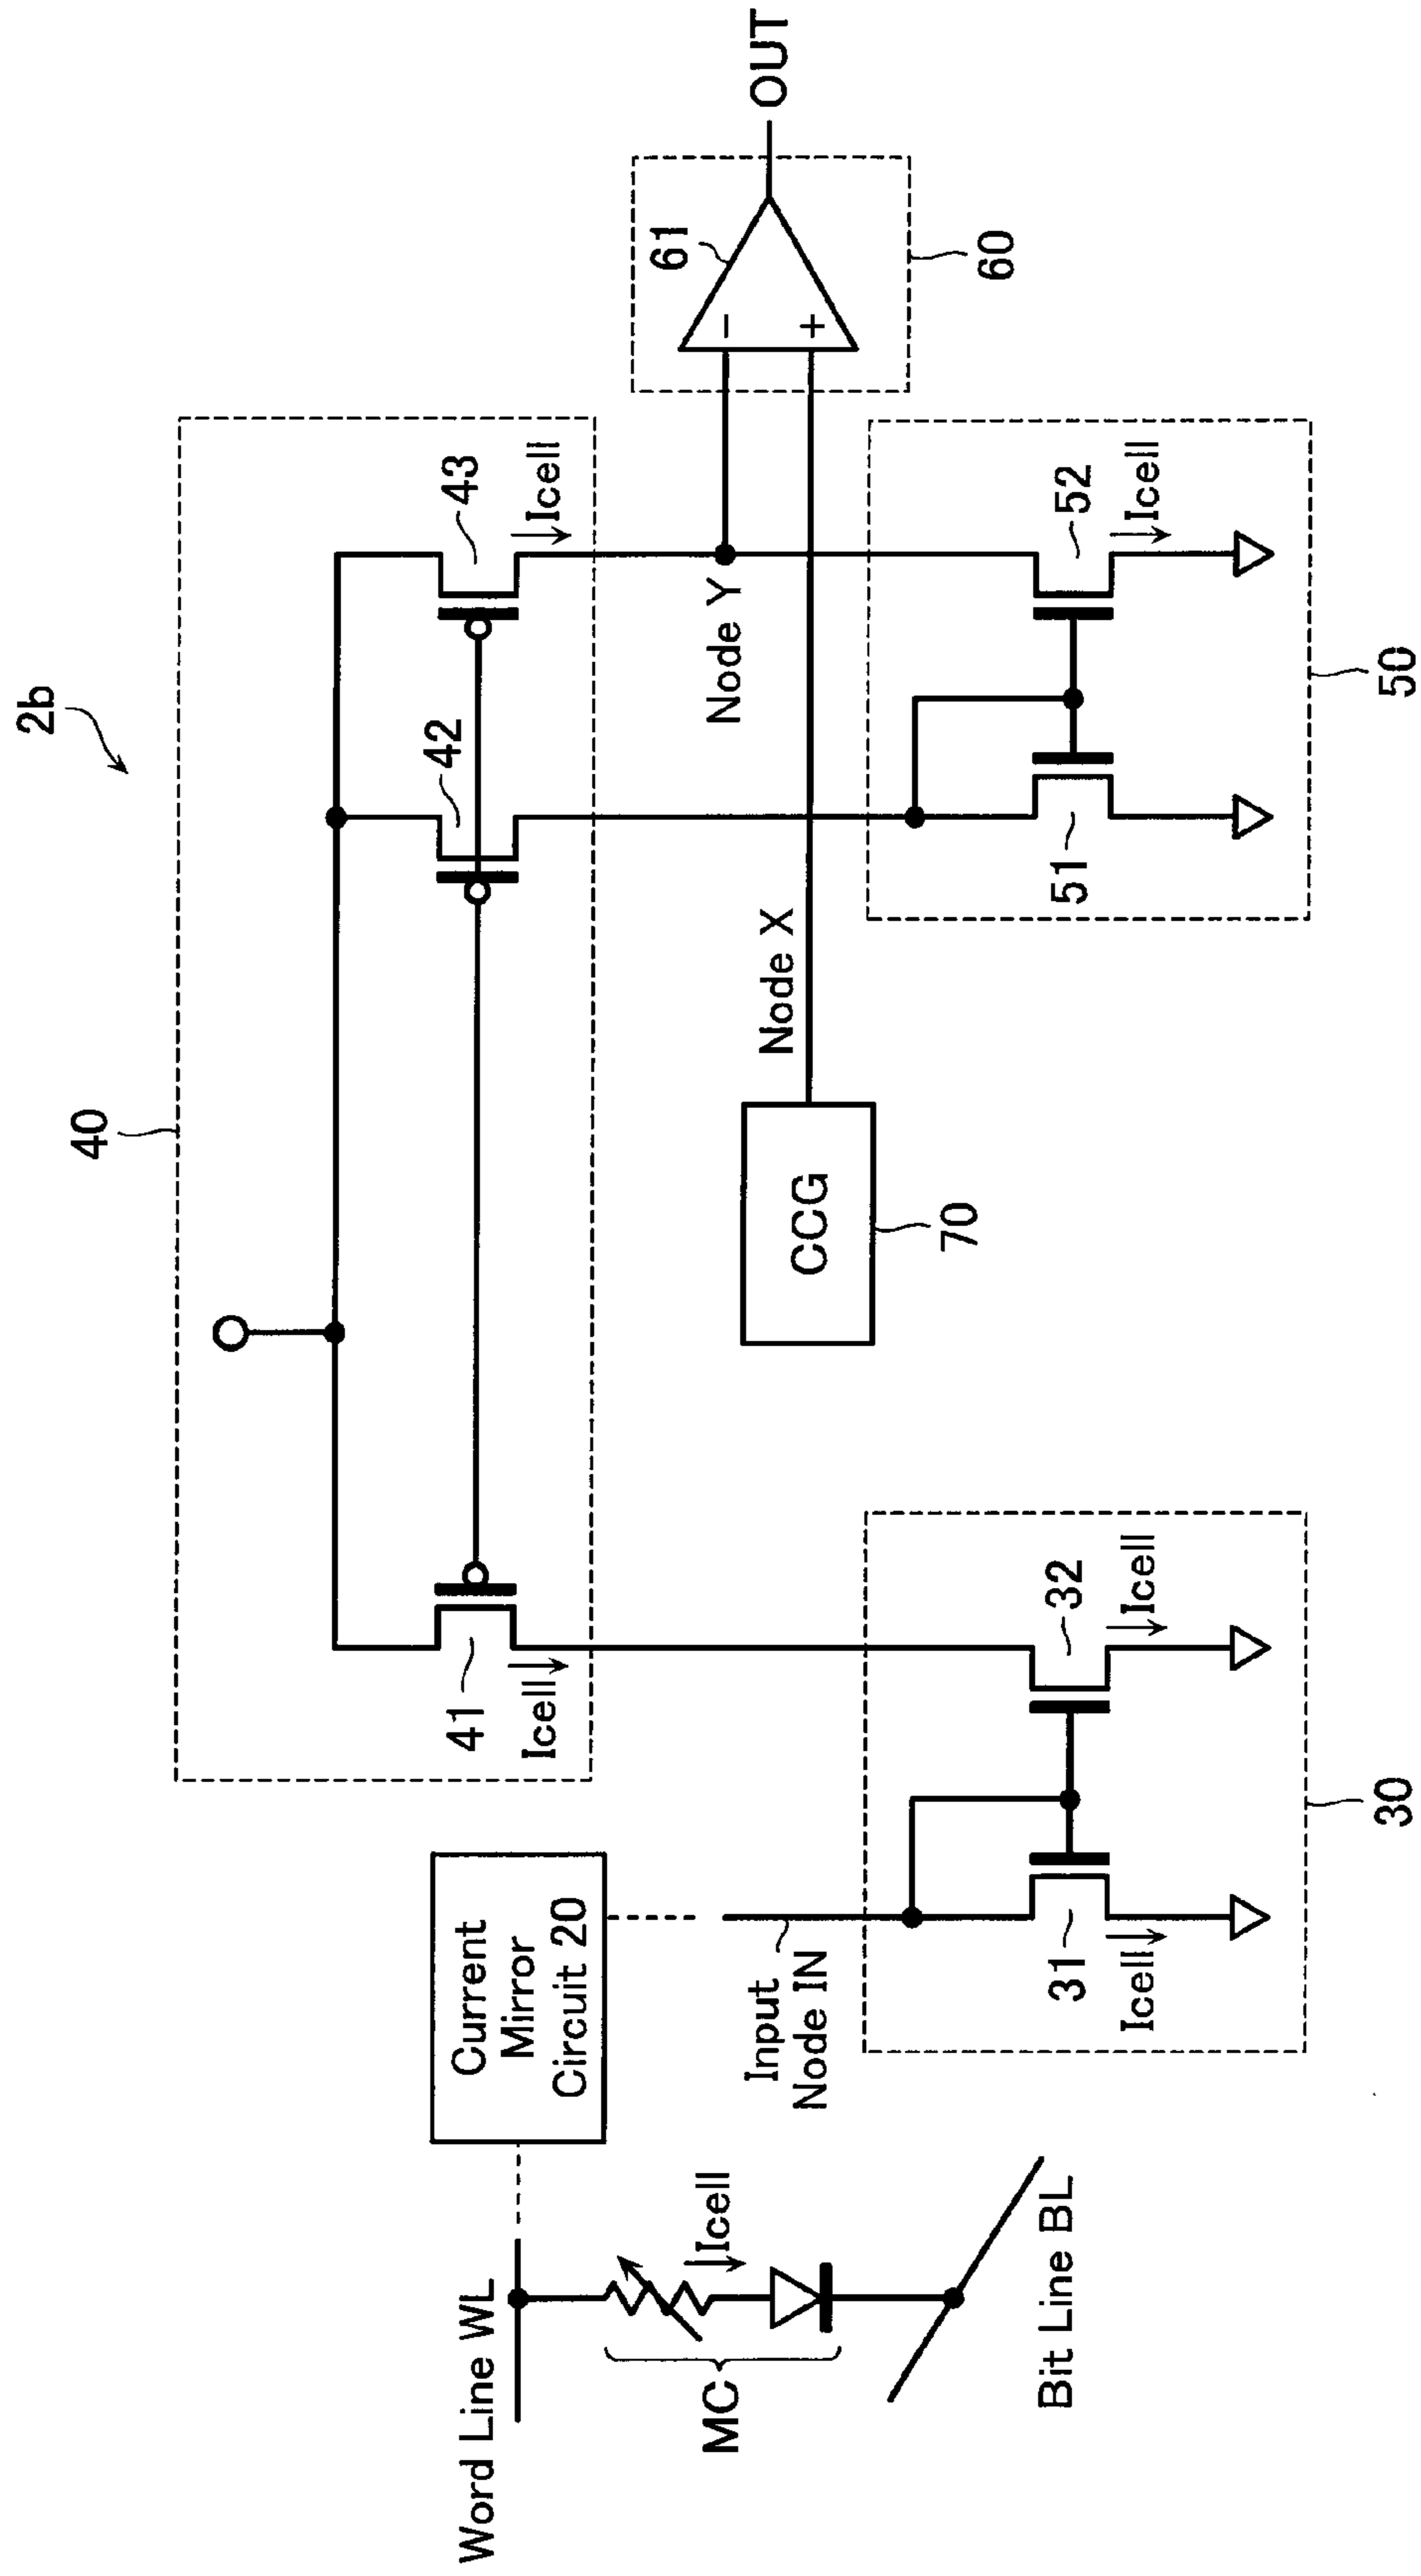 2b
40
41
Icell
42
43
Icell
Word Line WL
Current
Mirror
Circuit 20
MC
Icell
Bit Line BL
Input
Node IN
CCG
70
Node X
Node Y
61
-
+
60
OUT
31
Icell
32
Icell
30
51
52
Icell
50